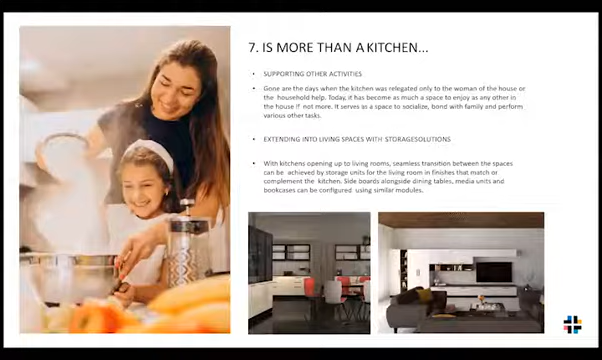 7. IS MORE THAN A KITCHEN...
• SUPPORTING OTHER ACTIVITIES
• Gone are the days when the kitchen was relegated only to the woman of the house or
the household help. Today, it has become as much a space to enjoy as any other in
the house if not more. It serves as a space to socialize, bond with family and perform
various other tasks.
• EXTENDING INTO LIVING SPACES WITH STORAGESOLUTIONS
• With kitchens opening up to living rooms, seamless transition between the spaces
can be achieved by storage units for the living room in finishes that match or
complement the kitchen. Side boards alongside dining tables, media units and
bookcases can be configured using similar modules.